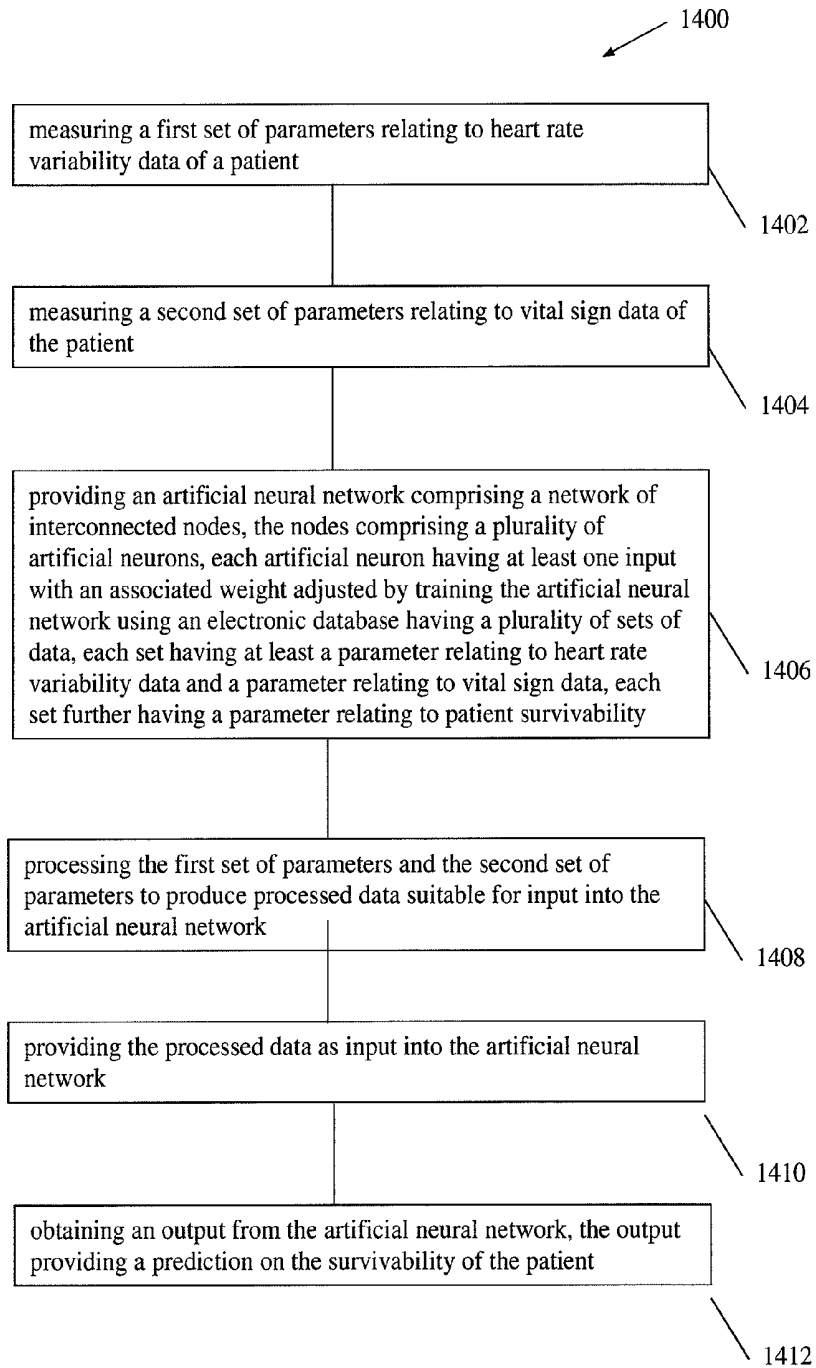 1400
measuring a first set of parameters relating to heart rate
variability data of a patient
1402
measuring a second set of parameters relating to vital sign data of
the patient
1404
providing an artificial neural network comprising a network of
interconnected nodes, the nodes comprising a plurality of
artificial neurons, each artificial neuron having at least one input
with an associated weight adjusted by training the artificial neural
network using an electronic database having a plurality of sets of
data, each set having at least a parameter relating to heart rate
variability data and a parameter relating to vital sign data, each
set further having a parameter relating to patient survivability
1406
processing the first set of parameters and the second set of
parameters to produce processed data suitable for input into the
artificial neural network
1408
providing the processed data as input into the artificial neural
network
1410
obtaining an output from the artificial neural network, the output
providing a prediction on the survivability of the patient
1412